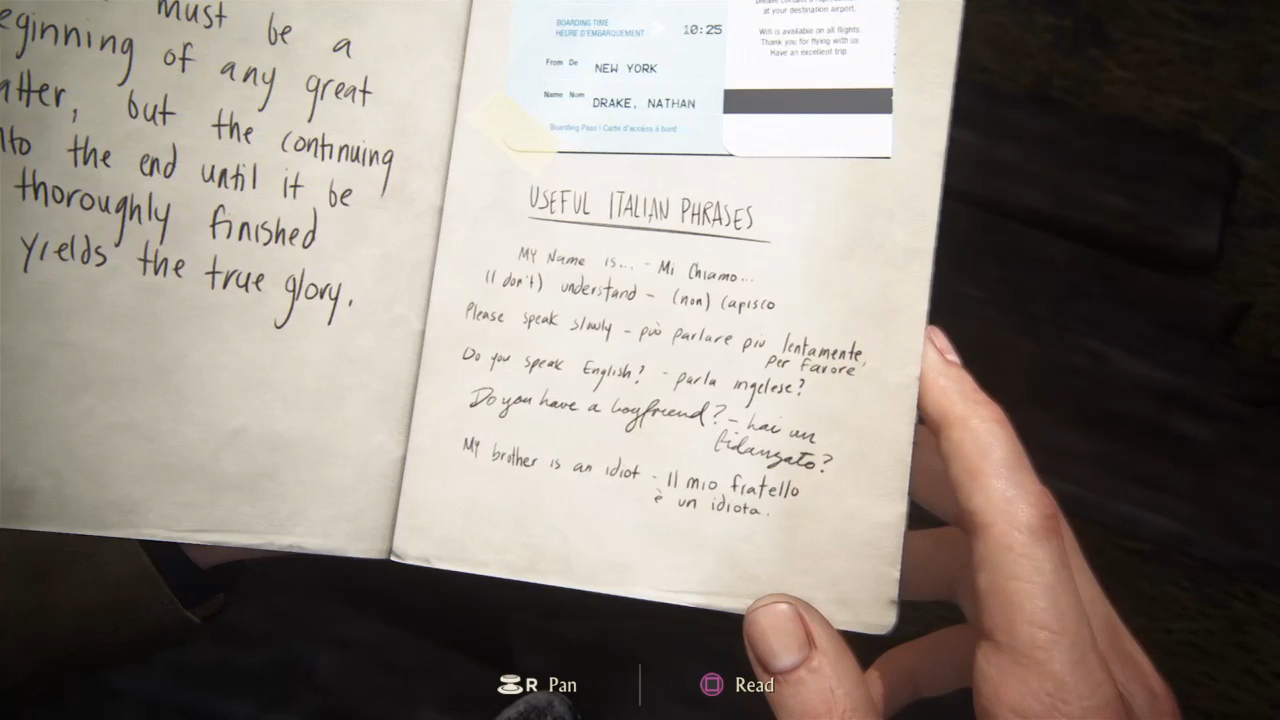 must be a
eginning of any great
atter, but the continuing
nto the end until it be
thoroughly finished
yields the true glory.
BOARDING TIME
HEURE D'EMBARQUEMENT
10:25
From De NEW YORK
Name Nom DRAKE, NATHAN
Boarding Pass | Carte d'accès à bord
at your destination airport.
Wifi is available on all flights.
Thank you for flying with us
Have an excellent trip.
USEFUL ITALIAN PHRASES
My Name is... - Mi Chiamo...
(I don't) understand - (non) Capisco
Please speak slowly - può parlare più lentamente,
per favore
Do you speak English? - parla ingelese?
Do you have a boyfriend? - hai un
fidanzato?
My brother is an idiot - Il mio fratello
è un idiota.
R Pan
Read